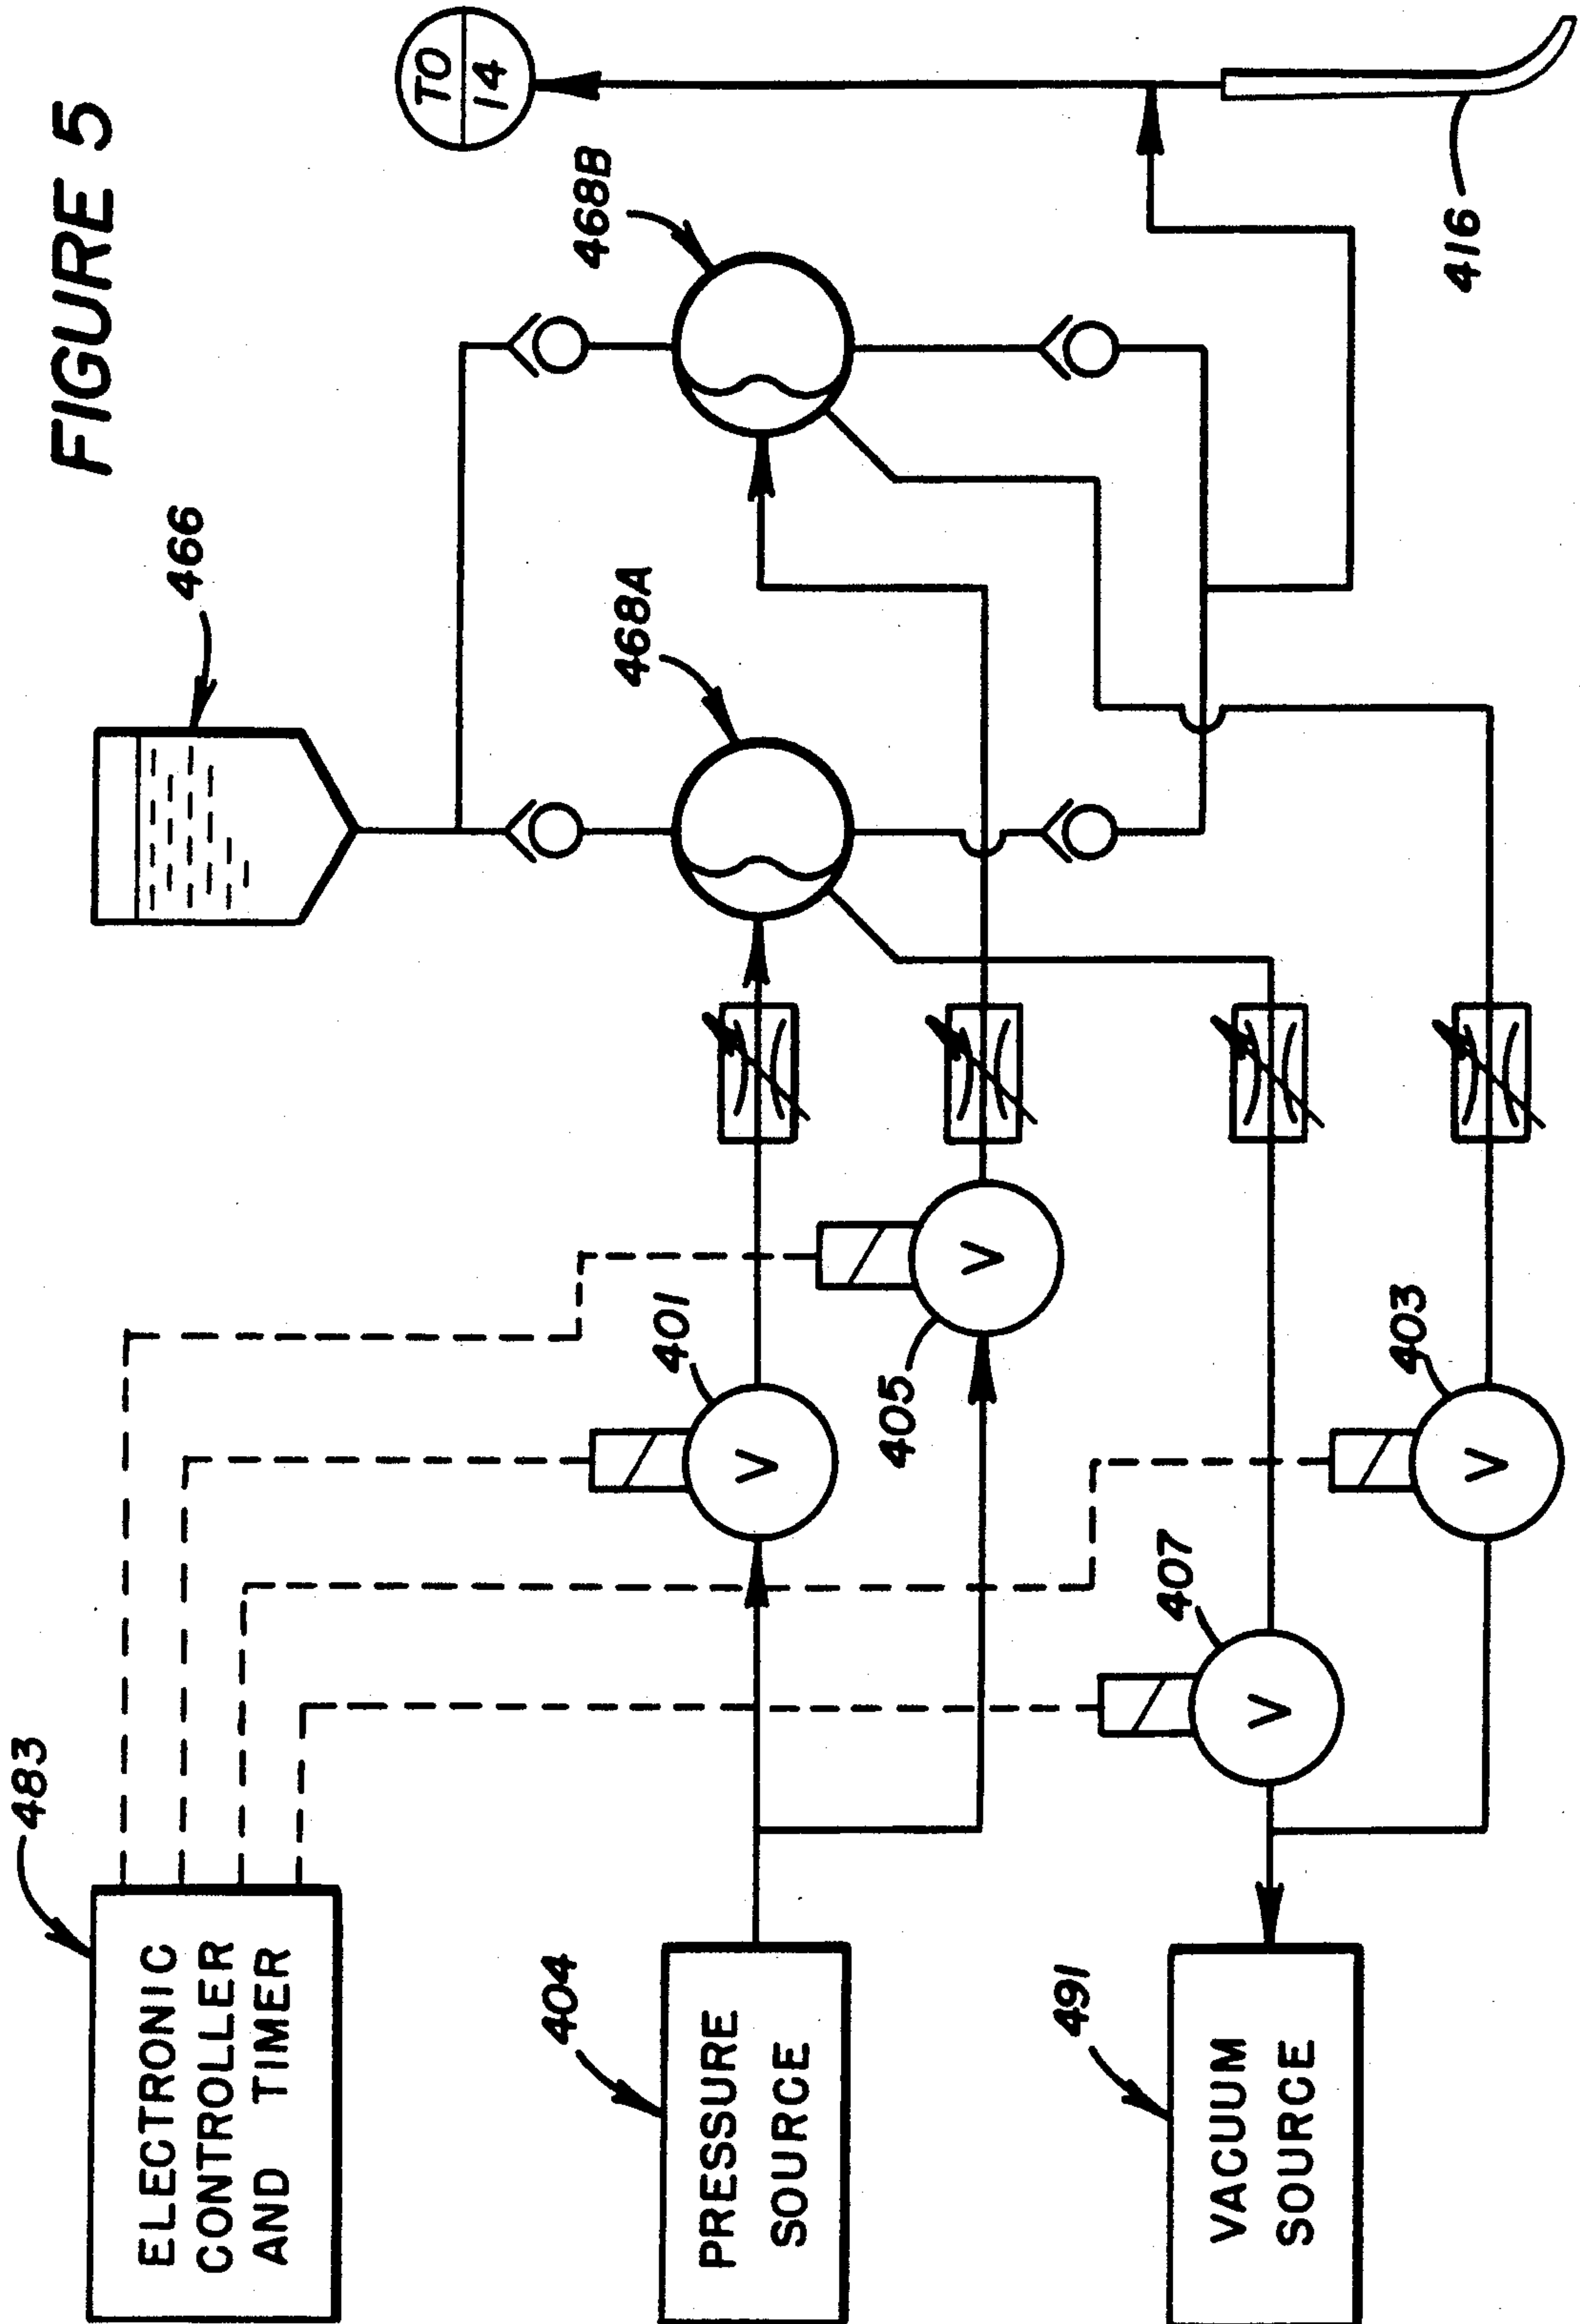 FIGURE 5
TO
14
483
ELECTRONIC
CONTROLLER
AND TIMER
466
468A
468B
404
PRESSURE
SOURCE
401
V
405
V
416
491
VACUUM
SOURCE
407
V
403
V